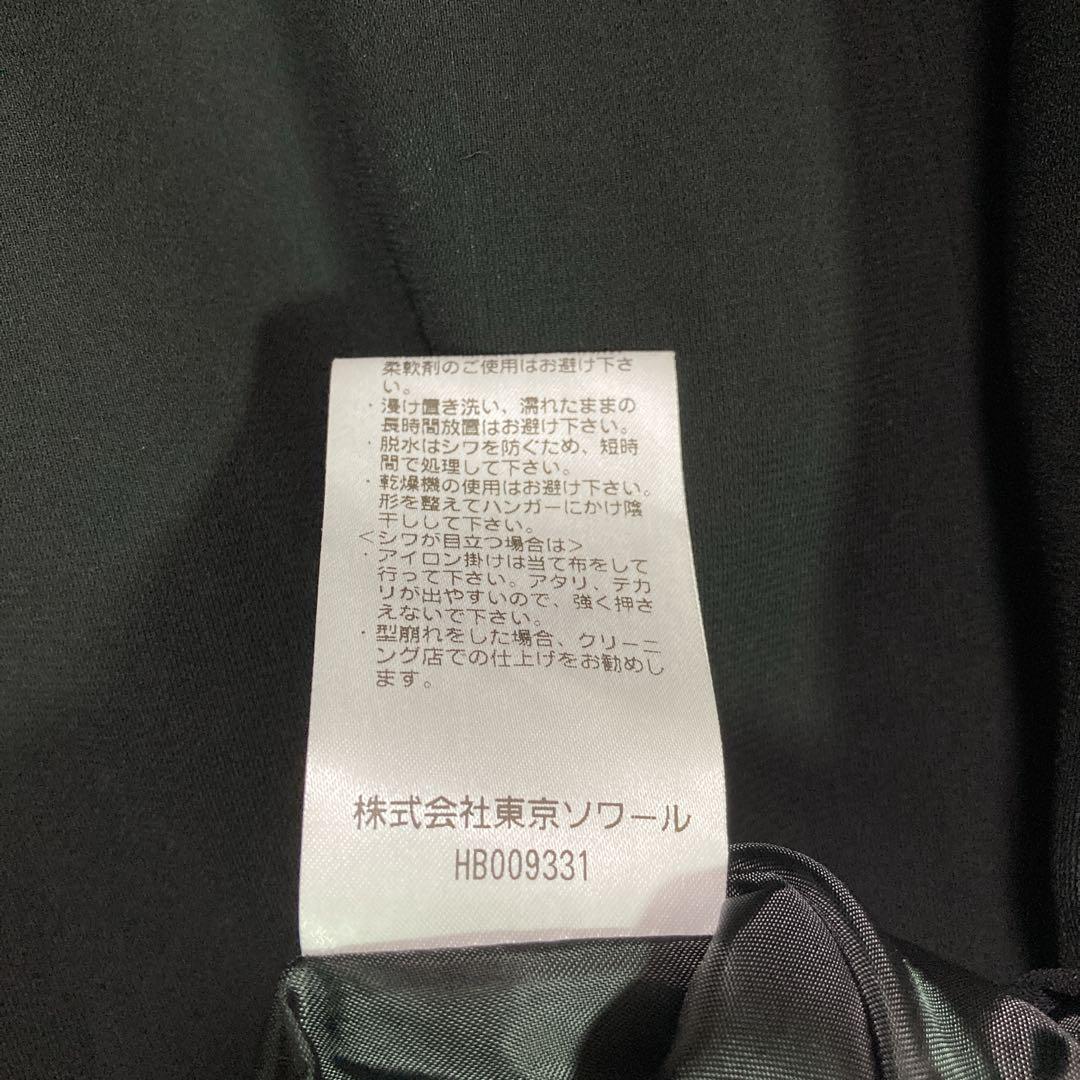 柔軟剤のご使用はお避け下さ
い。
・浸け置き洗い、濡れたままの
長時間放置はお避け下さい。
・脱水はシワを防ぐため、短時
間で処理して下さい。
・乾燥機の使用はお避け下さい。
形を整えてハンガーにかけ陰
干しして下さい。
<シワが目立つ場合は>
・アイロン掛けは当て布をして
行って下さい。アタリ、テカ
リが出やすいので、強く押さ
えないで下さい。
・型崩れをした場合、クリーニ
ング店での仕上げをお勧めし
ます。
株式会社東京ソワール
HB009331